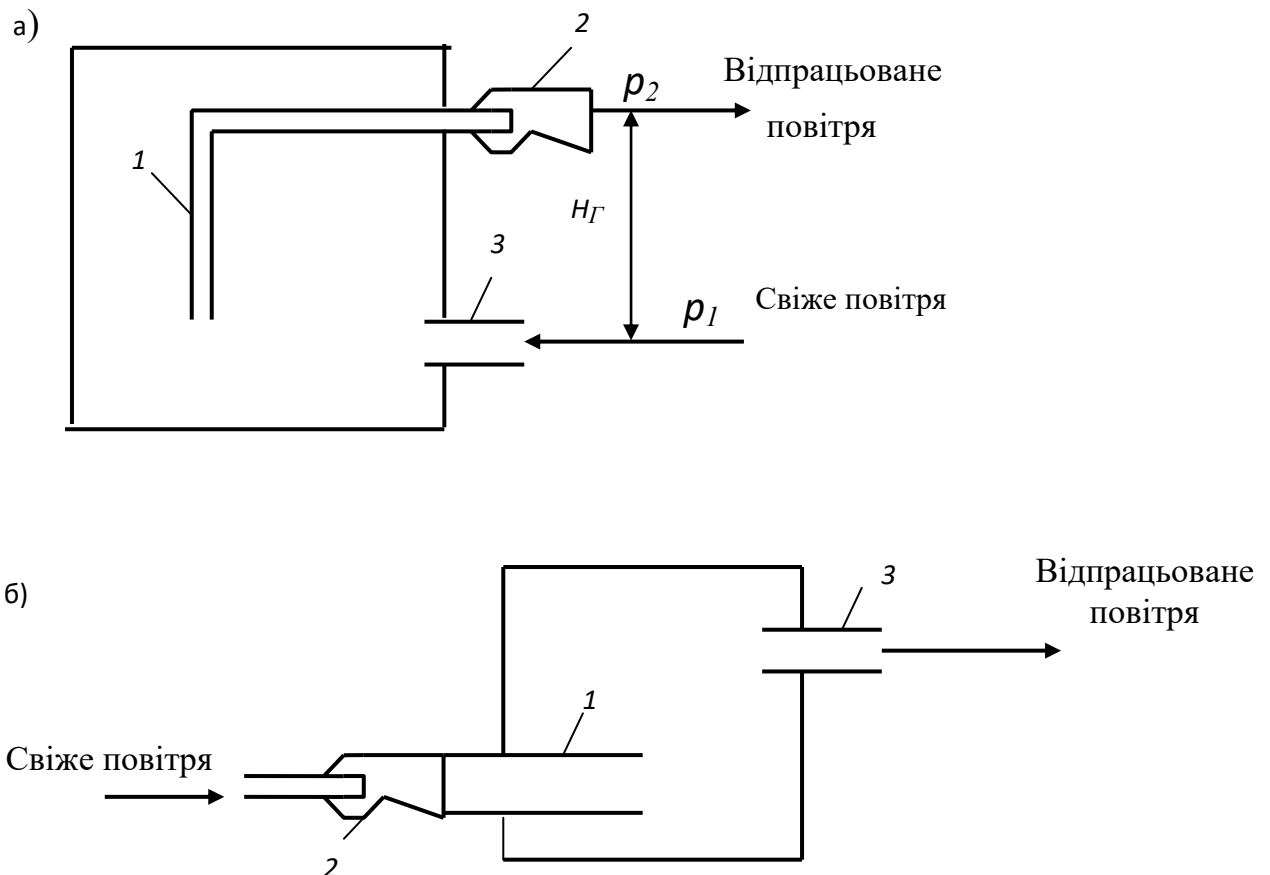 а)
2
p2
Відпрацьоване
повітря
1
HГ
3
p1
Свіже повітря
б)
3
Відпрацьоване
повітря
1
Свіже повітря
2